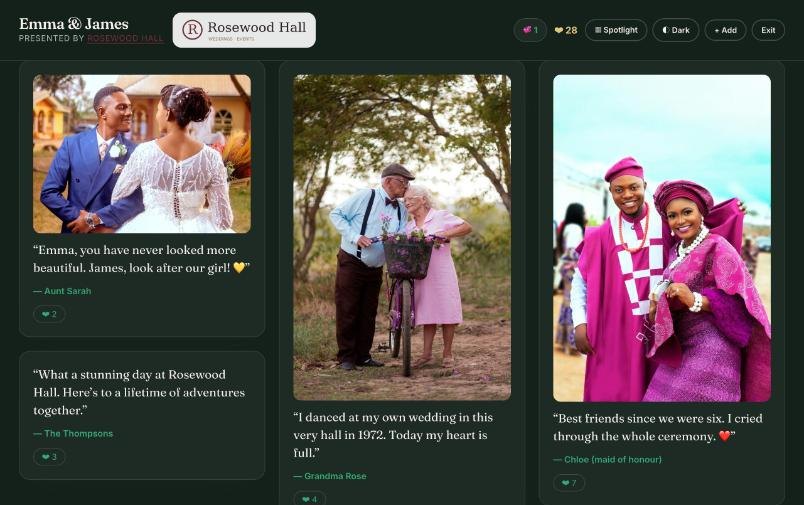 Emma & James
PRESENTED BY ROSEWOOD HALL
R
Rosewood Hall
WEDDINGS · EVENTS
1
28
Spotlight
Dark
+ Add
Exit
“Emma, you have never looked more
beautiful. James, look after our girl! 💛”
— Aunt Sarah
❤ 2
“What a stunning day at Rosewood
Hall. Here’s to a lifetime of adventures
together.”
— The Thompsons
❤ 3
“I danced at my own wedding in this
very hall in 1972. Today my heart is
full.”
— Grandma Rose
❤ 4
“Best friends since we were six. I cried
through the whole ceremony. ❤️”
— Chloe (maid of honour)
❤ 7